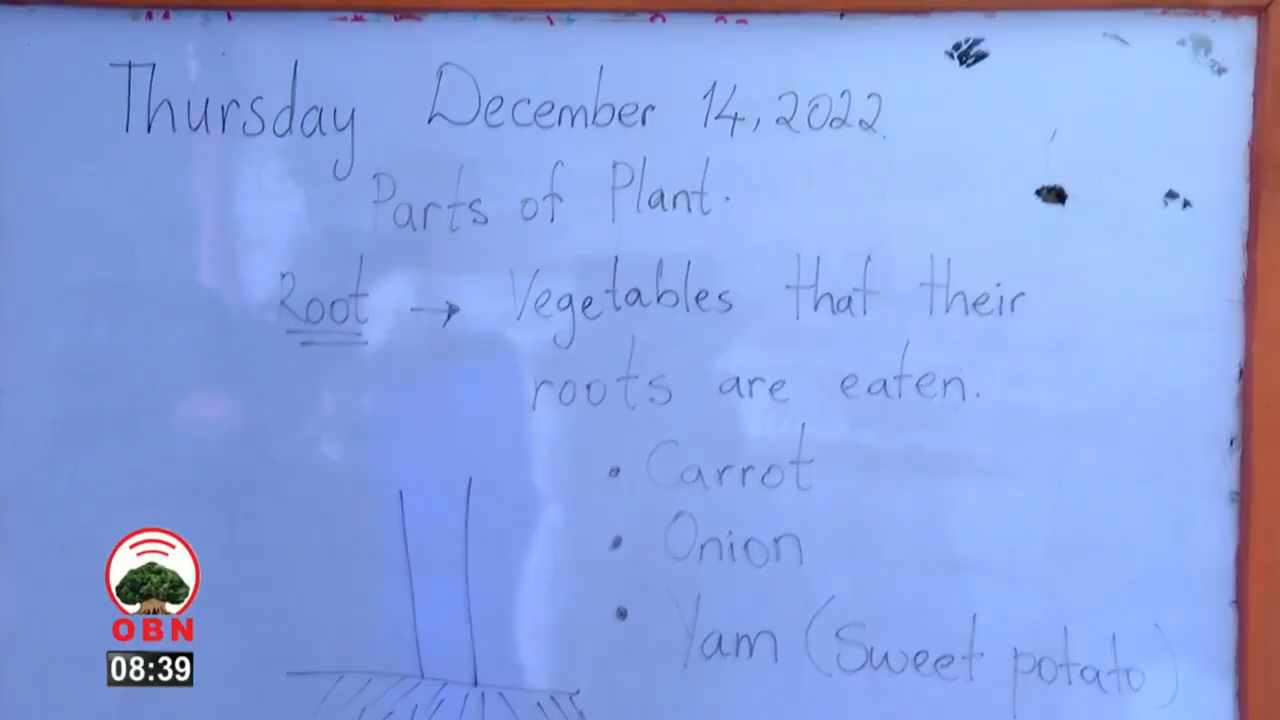 Thursday December 14, 2022.
Parts of Plant.
Root → Vegetables that their
roots are eaten.
• Carrot
• Onion
• Yam (Sweet potato)
OBN
08:39